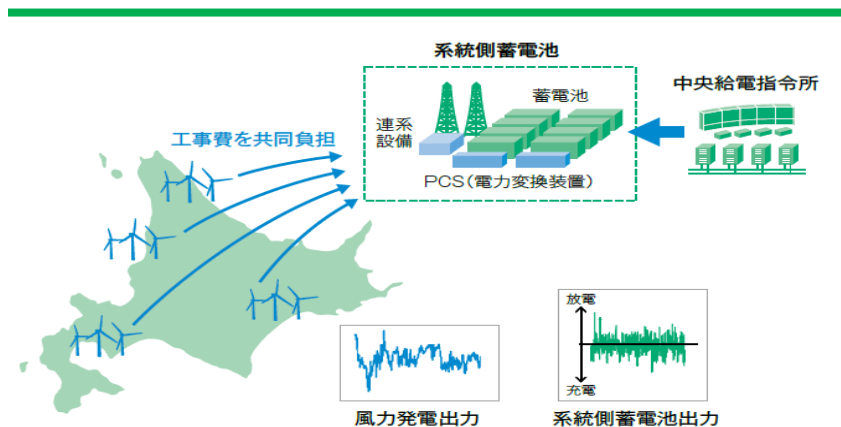 系統側蓄電池
中央給電指令所
蓄電池
連系
設備
工事費を共同負担
PCS(電力変換装置)
放電
充電
風力発電出力
系統側蓄電池出力